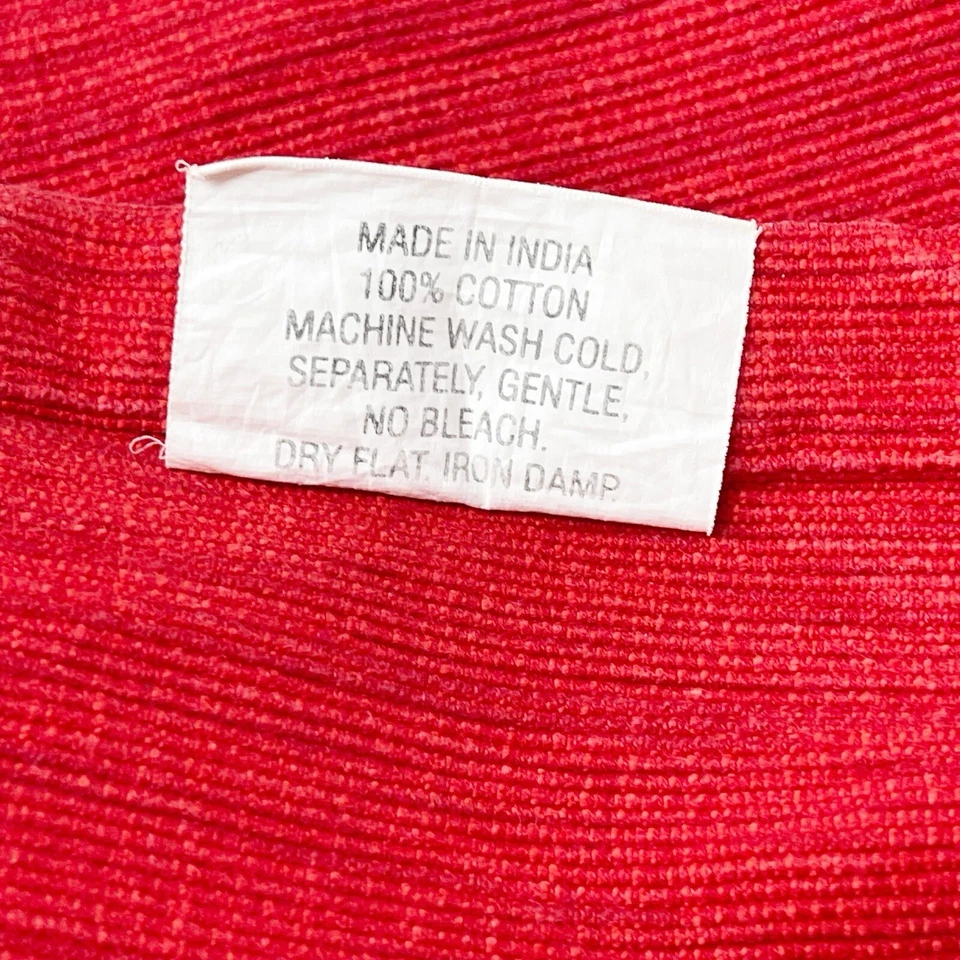 MADE IN INDIA
100% COTTON
MACHINE WASH COLD,
SEPARATELY, GENTLE,
NO BLEACH.
DRY FLAT. IRON DAMP.